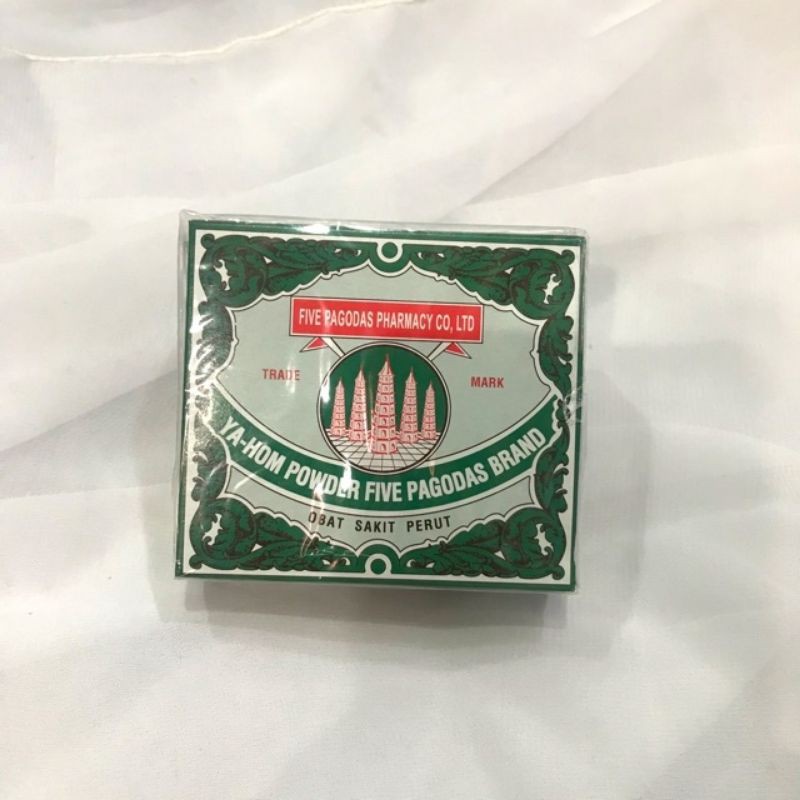 FIVE PAGODAS PHARMACY CO, LTD
TRADE MARK
YA-HOM POWDER FIVE PAGODAS BRAND
OBAT SAKIT PERUT